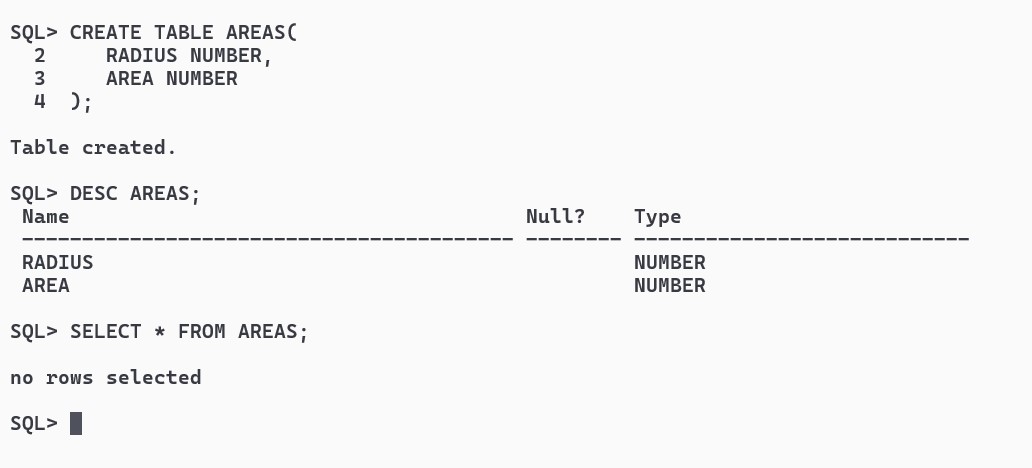 SQL> CREATE TABLE AREAS(
  2     RADIUS NUMBER,
  3     AREA NUMBER
  4  );
Table created.
SQL> DESC AREAS;
 Name                                      Null?    Type
 ----------------------------------------- -------- ----------------------------
 RADIUS                                             NUMBER
 AREA                                               NUMBER
SQL> SELECT * FROM AREAS;
no rows selected
SQL>